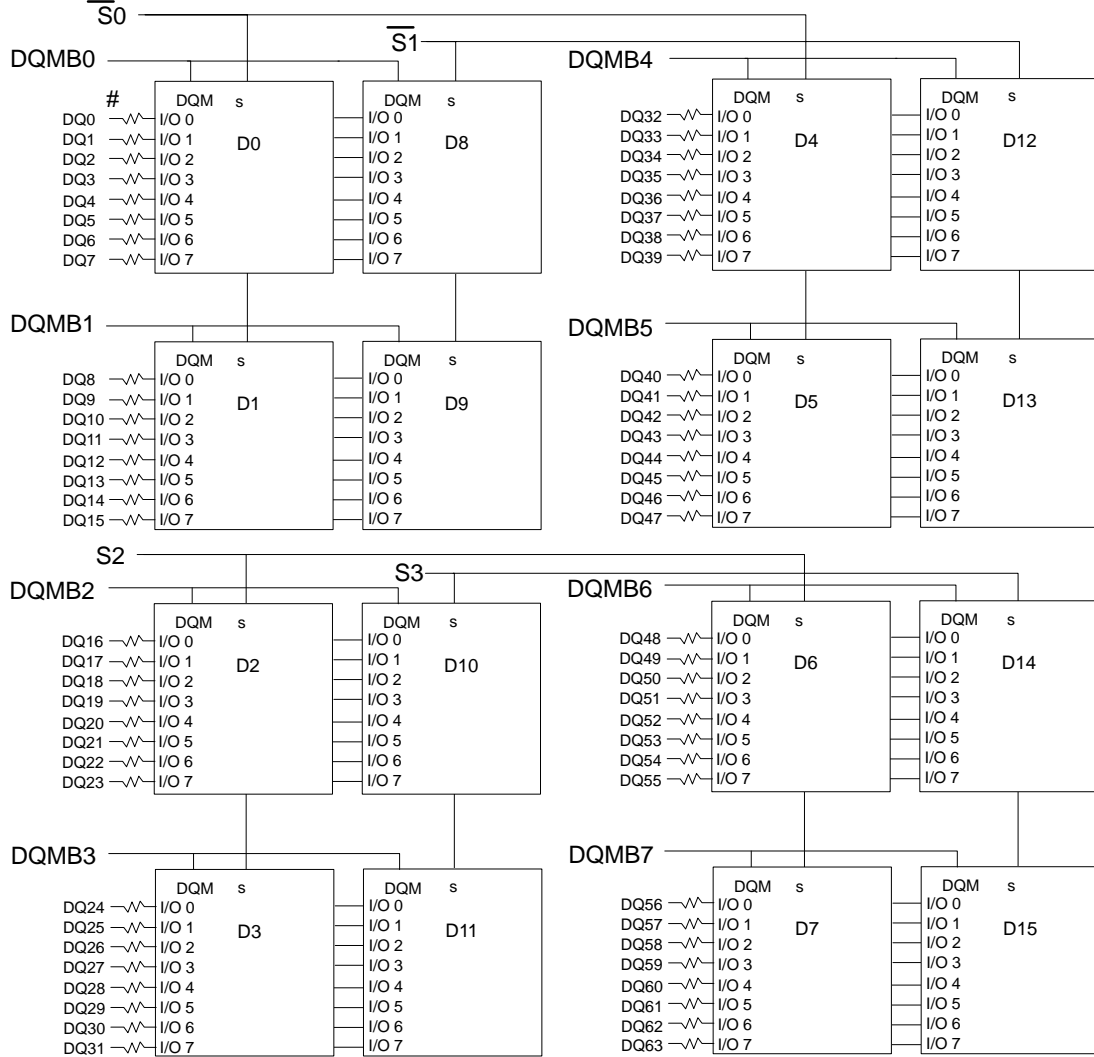 S0
S1
DQMB0
DQMB4
#
DQM s
DQM s
DQM s
DQM s
DQ0 I/O 0 I/O 0 DQ32 I/O 0 I/O 0
DQ1 I/O 1 I/O 1 DQ33 I/O 1 I/O 1
D0 D8 D4 D12
DQ2 I/O 2 I/O 2 DQ34 I/O 2 I/O 2
DQ3 I/O 3 I/O 3 DQ35 I/O 3 I/O 3
DQ4 I/O 4 I/O 4 DQ36 I/O 4 I/O 4
DQ5 I/O 5 I/O 5 DQ37 I/O 5 I/O 5
DQ6 I/O 6 I/O 6 DQ38 I/O 6 I/O 6
DQ7 I/O 7 I/O 7 DQ39 I/O 7 I/O 7
DQMB1
DQMB5
DQM s
DQM s
DQM s
DQM s
DQ8 I/O 0 I/O 0 DQ40 I/O 0 I/O 0
DQ9 I/O 1 I/O 1 DQ41 I/O 1 I/O 1
D1 D9 D5 D13
DQ10 I/O 2 I/O 2 DQ42 I/O 2 I/O 2
DQ11 I/O 3 I/O 3 DQ43 I/O 3 I/O 3
DQ12 I/O 4 I/O 4 DQ44 I/O 4 I/O 4
DQ13 I/O 5 I/O 5 DQ45 I/O 5 I/O 5
DQ14 I/O 6 I/O 6 DQ46 I/O 6 I/O 6
DQ15 I/O 7 I/O 7 DQ47 I/O 7 I/O 7
S2
S3
DQMB2
DQMB6
DQM s
DQM s
DQM s
DQM s
DQ16 I/O 0 I/O 0 DQ48 I/O 0 I/O 0
DQ17 I/O 1 I/O 1 DQ49 I/O 1 I/O 1
D2 D10 D6 D14
DQ18 I/O 2 I/O 2 DQ50 I/O 2 I/O 2
DQ19 I/O 3 I/O 3 DQ51 I/O 3 I/O 3
DQ20 I/O 4 I/O 4 DQ52 I/O 4 I/O 4
DQ21 I/O 5 I/O 5 DQ53 I/O 5 I/O 5
DQ22 I/O 6 I/O 6 DQ54 I/O 6 I/O 6
DQ23 I/O 7 I/O 7 DQ55 I/O 7 I/O 7
DQMB3
DQMB7
DQM s
DQM s
DQM s
DQM s
DQ24 I/O 0 I/O 0 DQ56 I/O 0 I/O 0
DQ25 I/O 1 I/O 1 DQ57 I/O 1 I/O 1
D3 D11 D7 D15
DQ26 I/O 2 I/O 2 DQ58 I/O 2 I/O 2
DQ27 I/O 3 I/O 3 DQ59 I/O 3 I/O 3
DQ28 I/O 4 I/O 4 DQ60 I/O 4 I/O 4
DQ29 I/O 5 I/O 5 DQ61 I/O 5 I/O 5
DQ30 I/O 6 I/O 6 DQ62 I/O 6 I/O 6
DQ31 I/O 7 I/O 7 DQ63 I/O 7 I/O 7